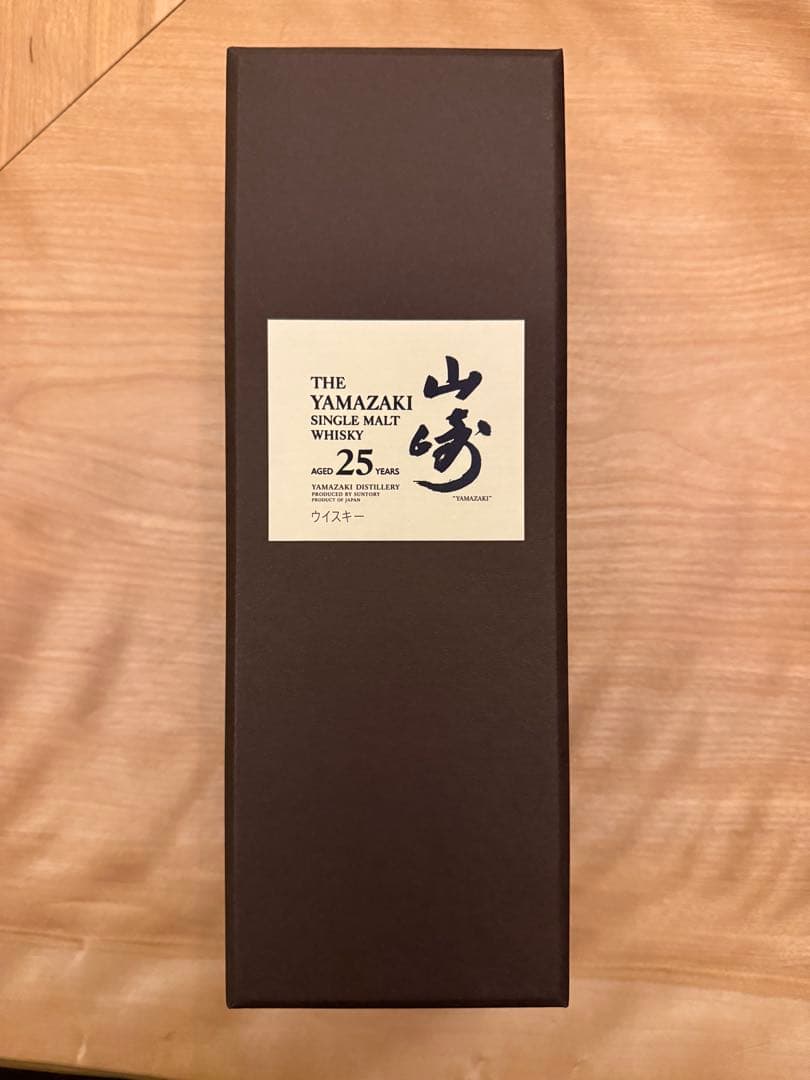 THE
YAMAZAKI
SINGLE MALT
WHISKY
AGED 25 YEARS
YAMAZAKI DISTILLERY
PRODUCED BY SUNTORY
PRODUCT OF JAPAN
ウイスキー
山崎
"YAMAZAKI"